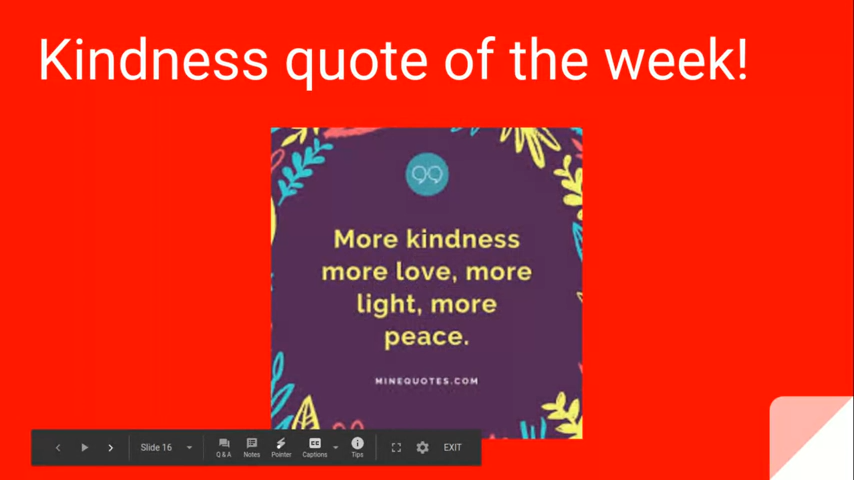 Kindness quote of the week!
More kindness
more love, more
light, more
peace.
MINEQUOTES.COM
Slide 16
Q & A
Notes
Pointer
CC
Captions
Tips
EXIT